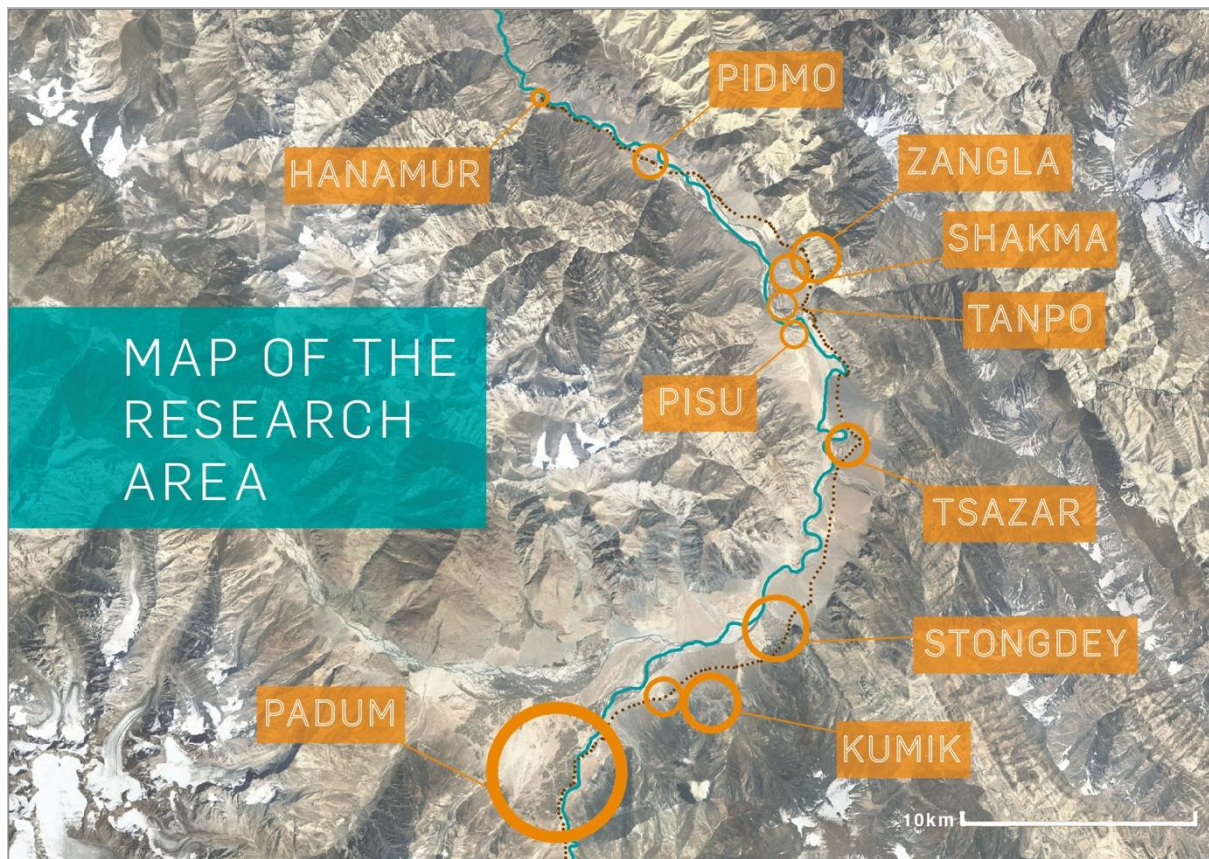 PIDMO
HANAMUR
ZANGLA
SHAKMA
TANPO
MAP OF THE
RESEARCH
AREA
PISU
TSAZAR
STONGDEY
PADUM
KUMIK
10km